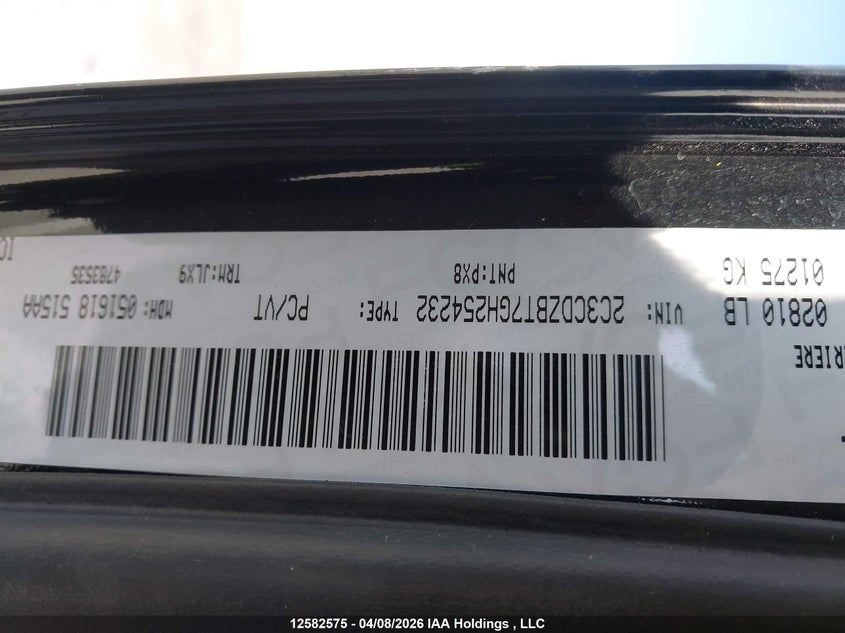 RIERE
02810 LB VIN: 2C3CDZBT7GH254232 TYPE: PC/VT MDH: 051618 515AA
01275 KG PNT:PX8 TRM:JLX9 4783535
12582575 - 04/08/2026 IAA Holdings , LLC